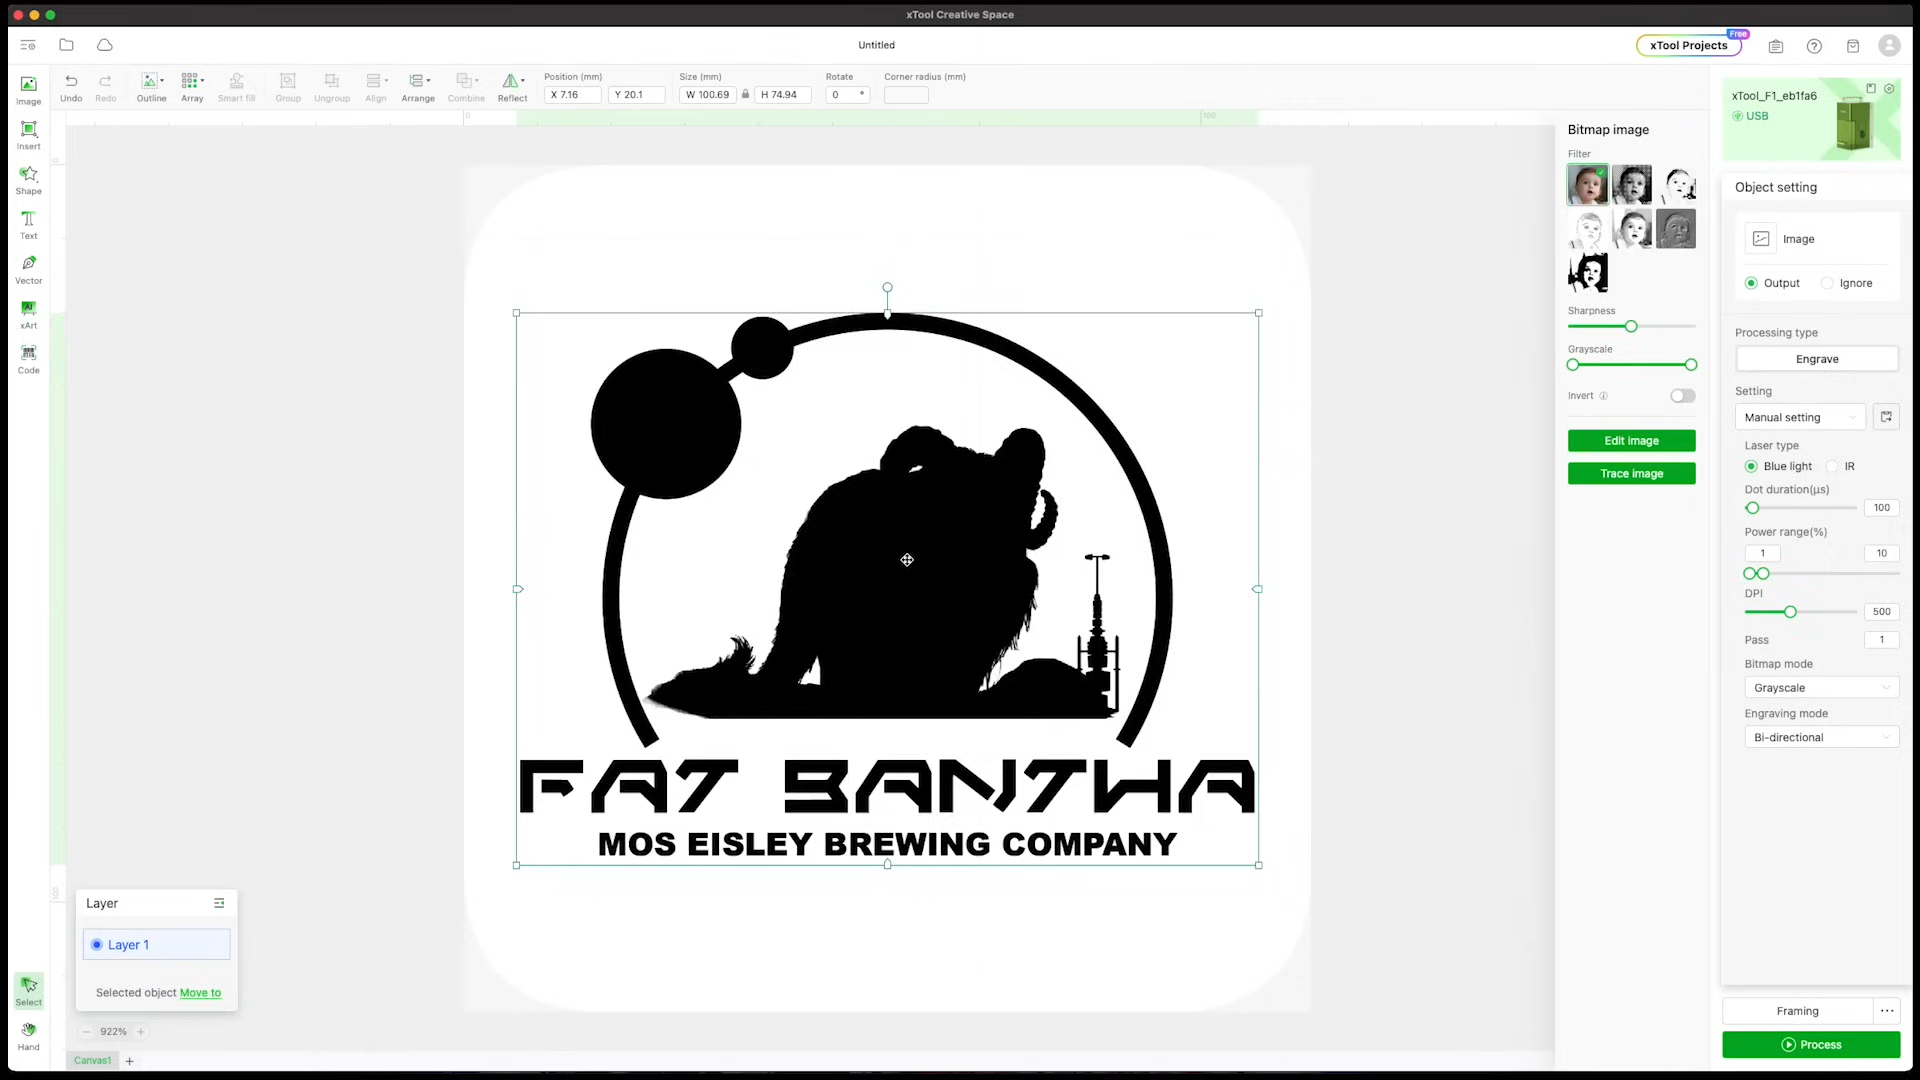 xTool Creative Space
Untitled
xTool Projects
Free
Image
Insert
Shape
Text
Vector
AI
xArt
Code
Select
Hand
Undo
Redo
Outline
Array
Smart fill
Group
Ungroup
Align
Arrange
Combine
Reflect
Position (mm)
X 7.16
Y 20.1
Size (mm)
W 100.69
H 74.94
Rotate
0 °
Corner radius (mm)
0
100
0
100
FAT BANTHA
MOS EISLEY BREWING COMPANY
Layer
Layer 1
Selected object Move to
922%
Canvas1
Bitmap image
Filter
Sharpness
Grayscale
Invert
Edit image
Trace image
xTool_F1_eb1fa6
USB
Object setting
Image
Output
Ignore
Processing type
Engrave
Setting
Manual setting
Laser type
Blue light
IR
Dot duration(µs)
100
Power range(%)
1
10
DPI
500
Pass
1
Bitmap mode
Grayscale
Engraving mode
Bi-directional
Framing
Process